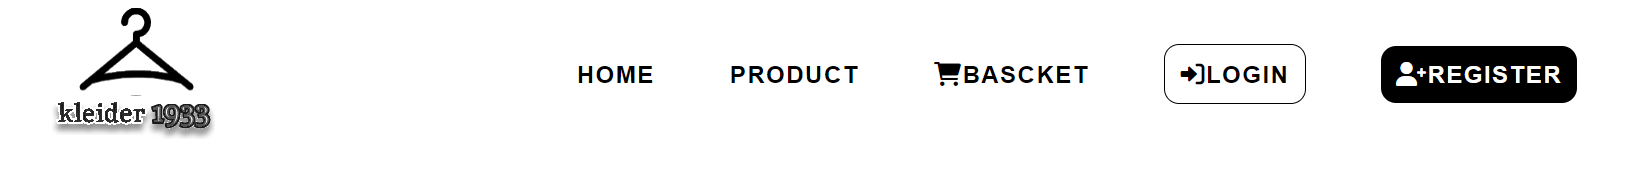 HOME PRODUCT BASCKET LOGIN REGISTER
kleider 1933